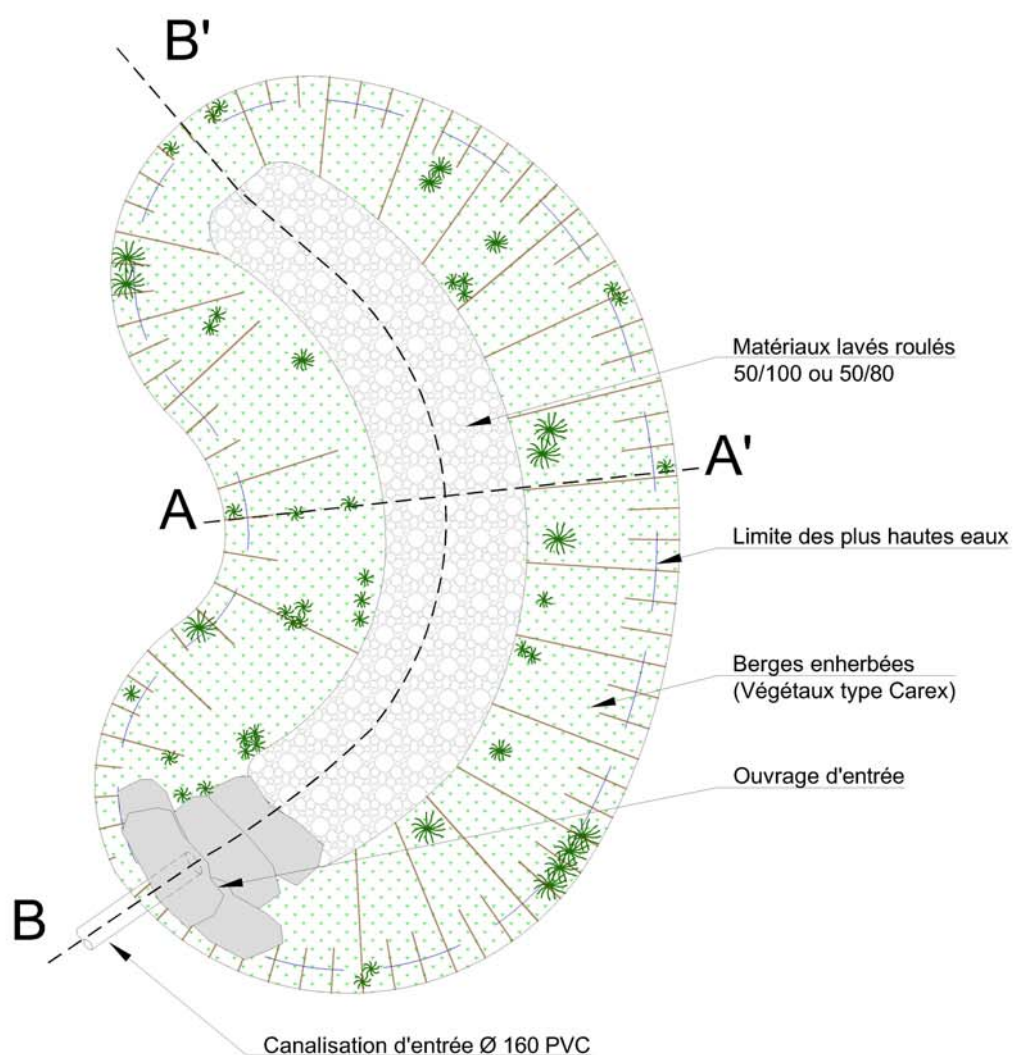 B'
Matériaux lavés roulés
50/100 ou 50/80
A'
A
Limite des plus hautes eaux
Berges enherbées
(Végétaux type Carex)
Ouvrage d'entrée
B
Canalisation d'entrée Ø 160 PVC